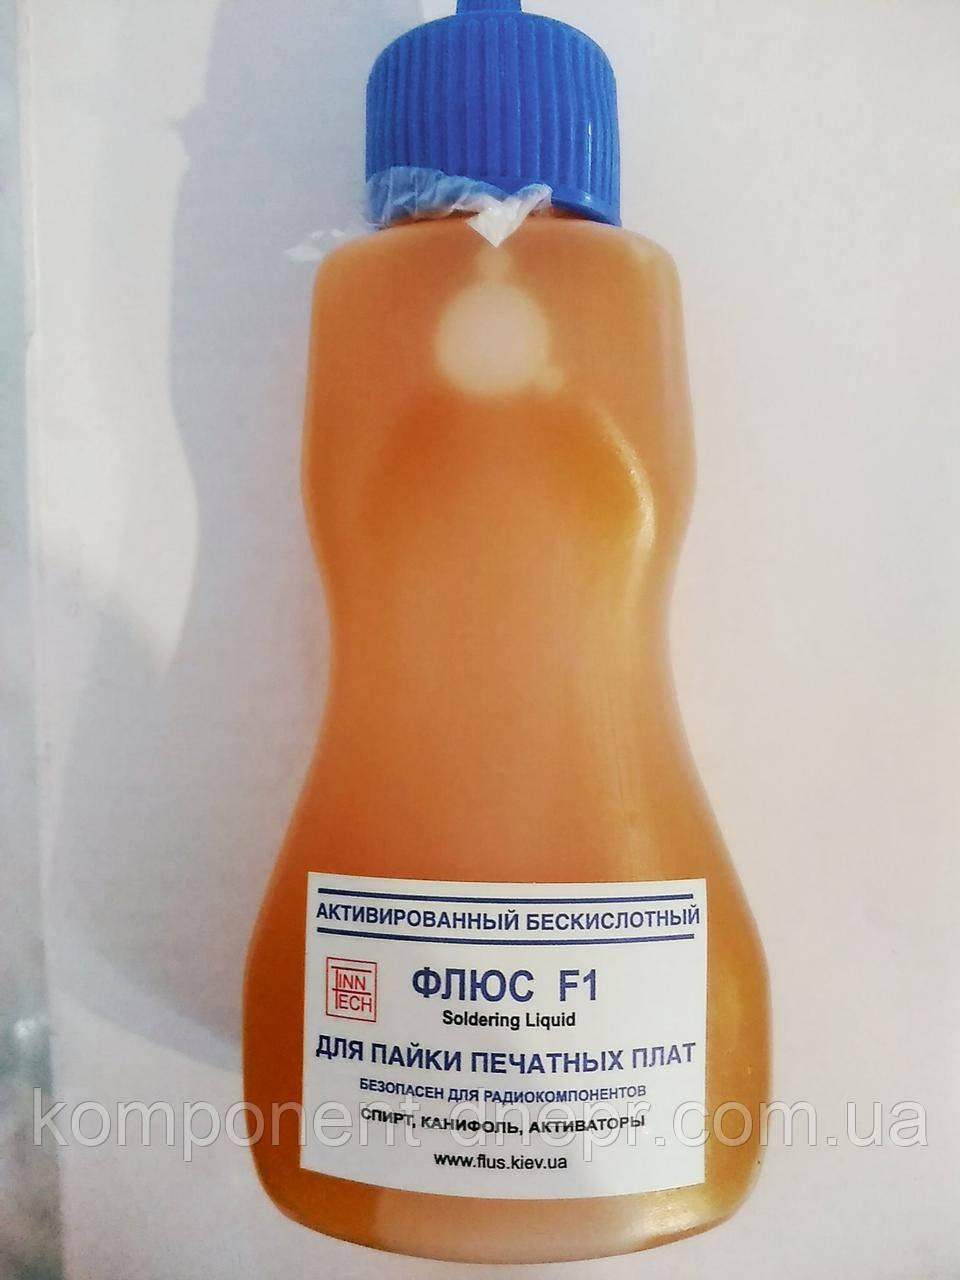 АКТИВИРОВАННЫЙ БЕСКИСЛОТНЫЙ
TINN
TECH
ФЛЮС F1
Soldering Liquid
ДЛЯ ПАЙКИ ПЕЧАТНЫХ ПЛАТ
БЕЗОПАСЕН ДЛЯ РАДИОКОМПОНЕНТОВ
СПИРТ, КАНИФОЛЬ, АКТИВАТОРЫ
komponent-dnepr.com.ua
www.flus.kiev.ua